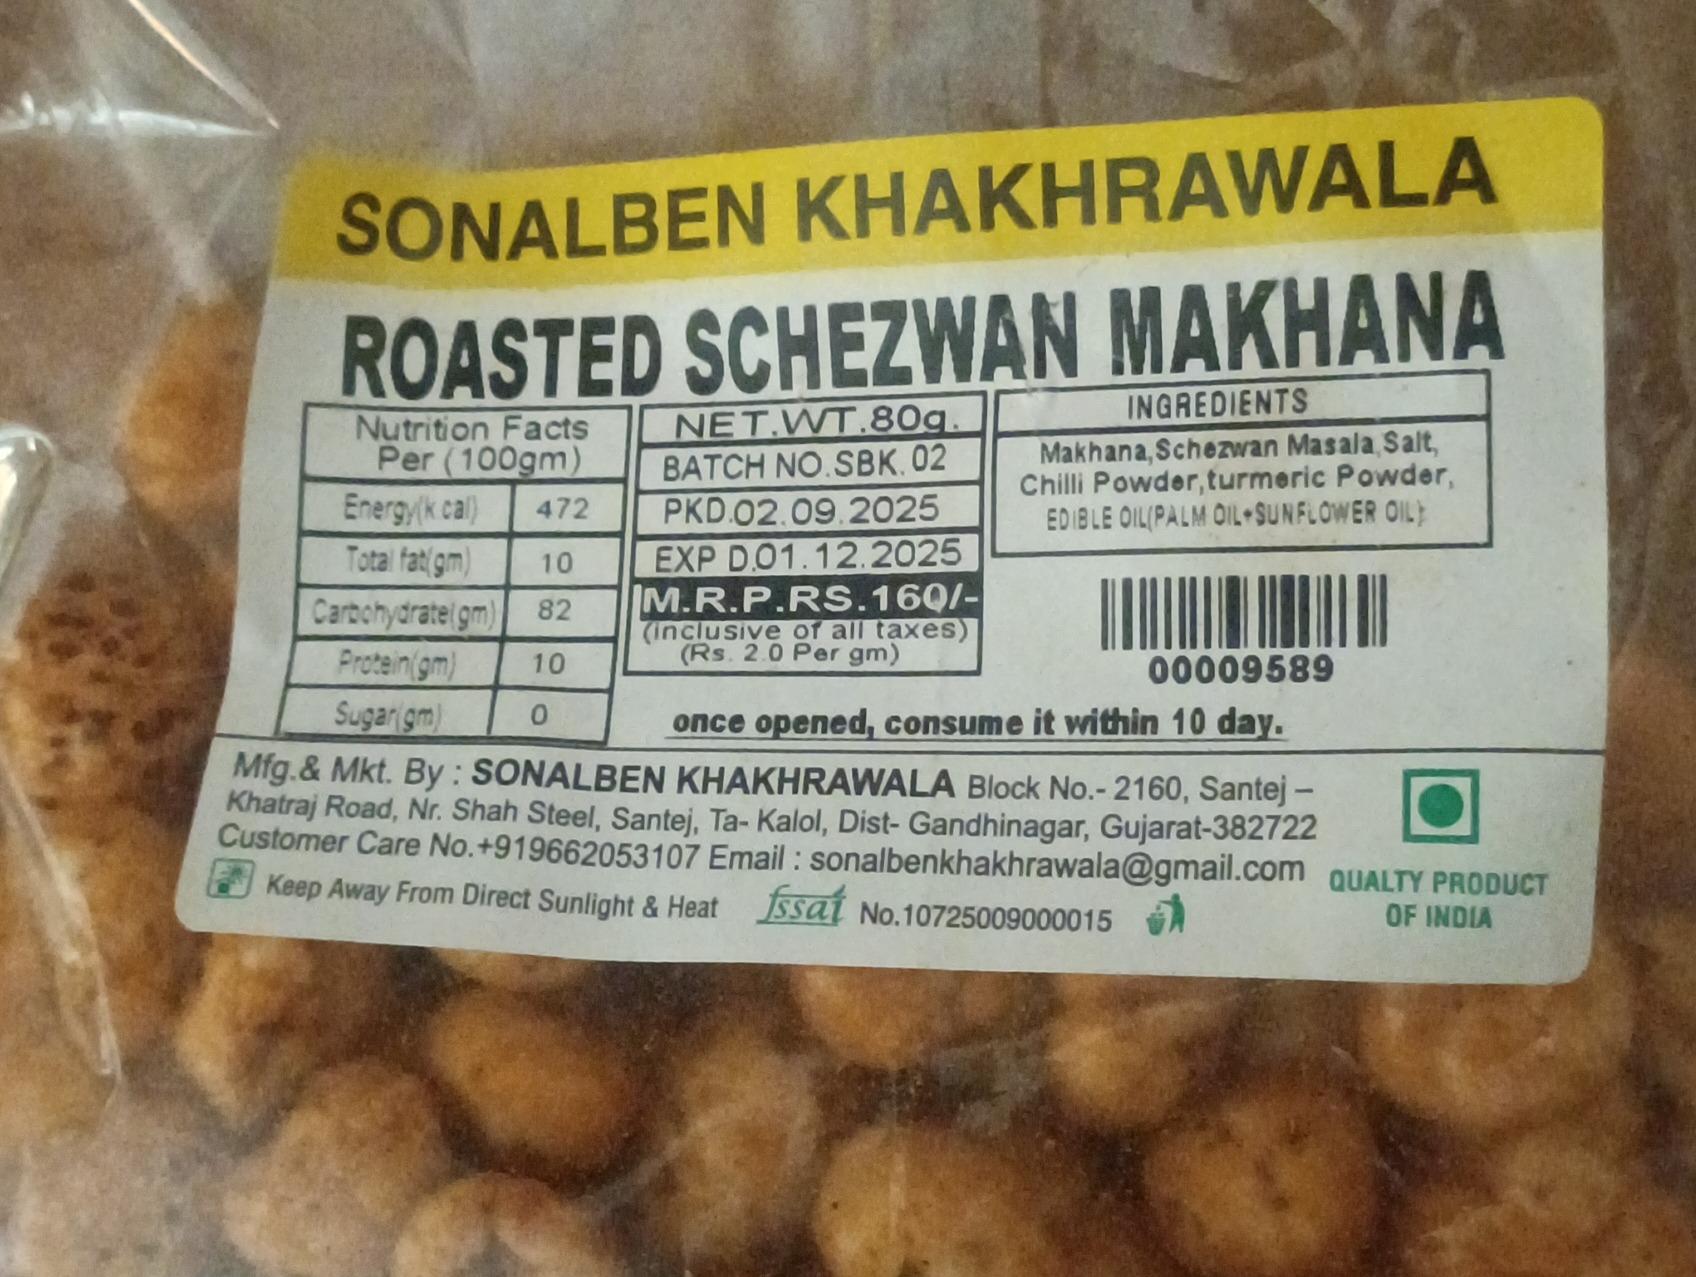 SONALBEN KHAKHRAWALA
ROASTED SCHEZWAN MAKHANA
Nutrition Facts
Per (100gm)
Energy(k cal) 472
Total fat(gm) 10
Carbohydrate(gm) 82
Protein(gm) 10
Sugar(gm) 0
NET.WT.80g.
BATCH NO.SBK.02
PKD.02.09.2025
EXP D.01.12.2025
M.R.P.RS.160/-
(inclusive of all taxes)
(Rs. 2.0 Per gm)
INGREDIENTS
Makhana,Schezwan Masala,Salt,
Chilli Powder,turmeric Powder,
EDIBLE OIL(PALM OIL+SUNFLOWER OIL)
00009589
once opened, consume it within 10 day.
Mfg.& Mkt. By : SONALBEN KHAKHRAWALA Block No.- 2160, Santej –
Khatraj Road, Nr. Shah Steel, Santej, Ta- Kalol, Dist- Gandhinagar, Gujarat-382722
Customer Care No.+919662053107 Email : sonalbenkhakhrawala@gmail.com
Keep Away From Direct Sunlight & Heat fssai No.10725009000015
QUALTY PRODUCT
OF INDIA